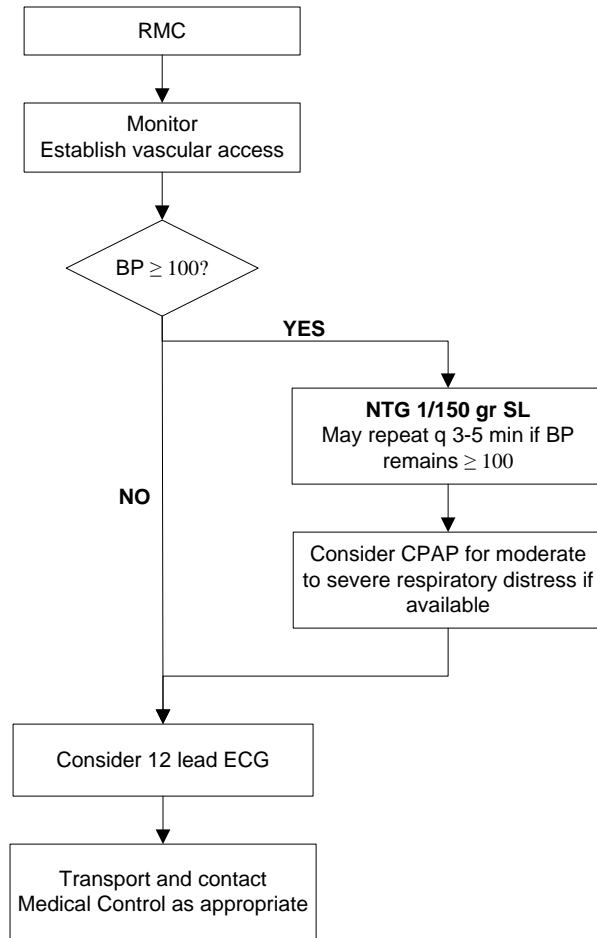 RMC
Monitor
Establish vascular access
BP ≥ 100?
YES
NTG 1/150 gr SL
May repeat q 3-5 min if BP
remains ≥ 100
NO
Consider CPAP for moderate
to severe respiratory distress if
available
Consider 12 lead ECG
Transport and contact
Medical Control as appropriate